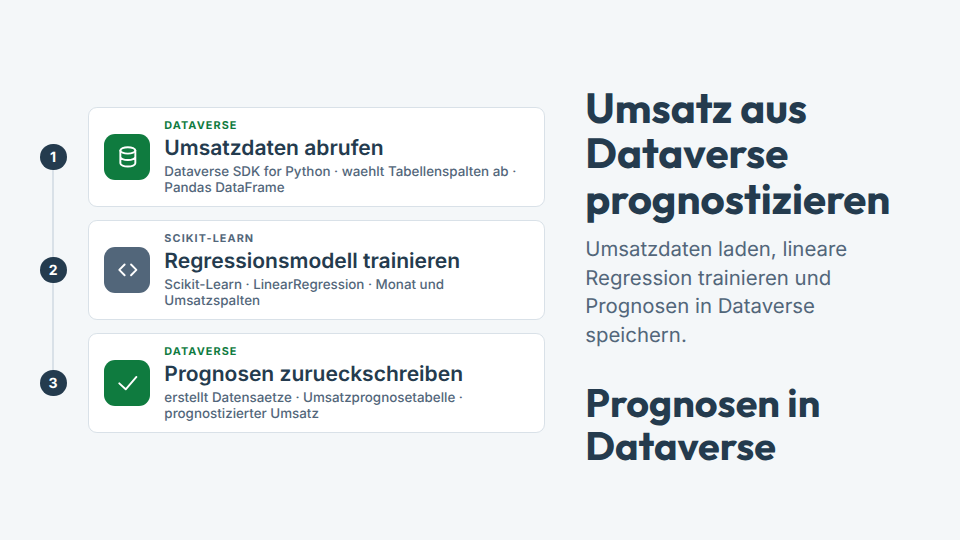 1
DATAVERSE
Umsatzdaten abrufen
Dataverse SDK for Python · waehlt Tabellenspalten ab ·
Pandas DataFrame
2
SCIKIT-LEARN
Regressionsmodell trainieren
Scikit-Learn · LinearRegression · Monat und
Umsatzspalten
3
DATAVERSE
Prognosen zurueckschreiben
erstellt Datensaetze · Umsatzprognosetabelle ·
prognostizierter Umsatz
Umsatz aus
Dataverse
prognostizieren
Umsatzdaten laden, lineare
Regression trainieren und
Prognosen in Dataverse
speichern.
Prognosen in
Dataverse